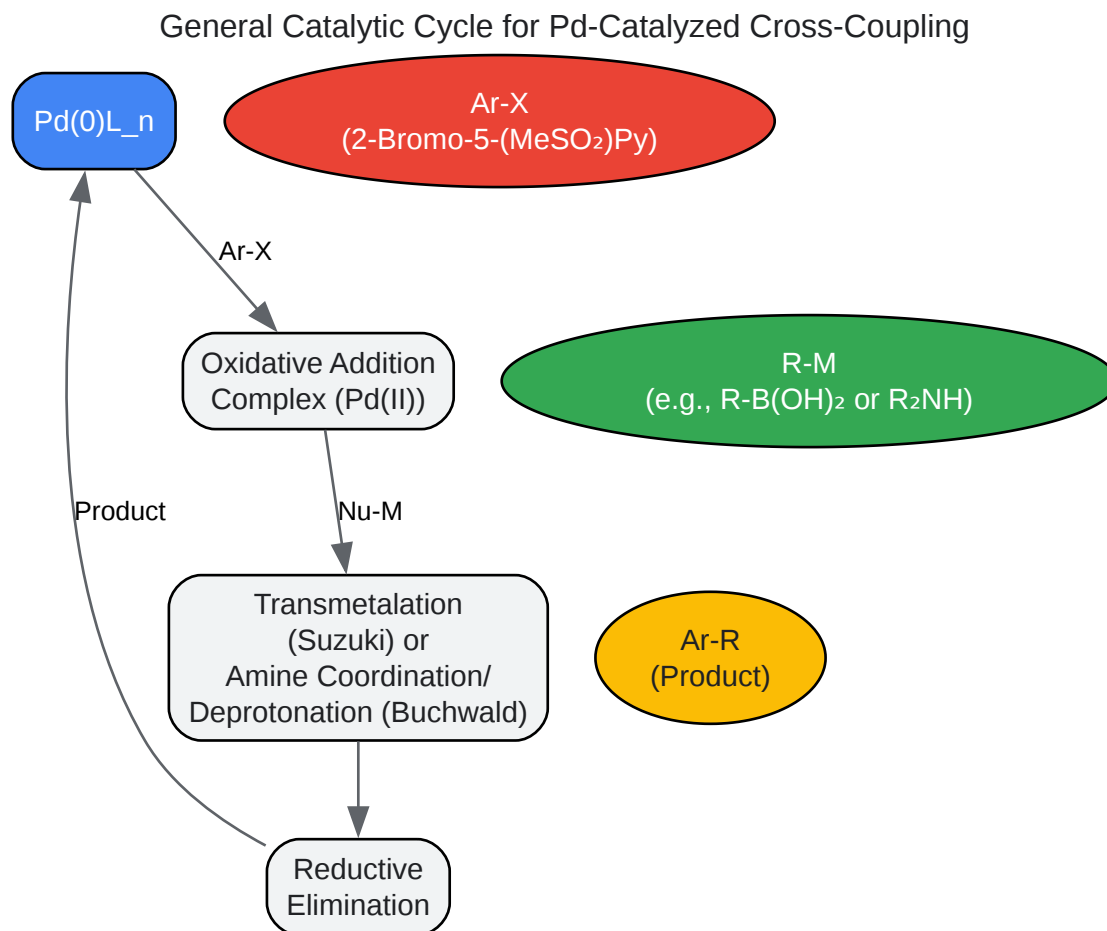 General Catalytic Cycle for Pd-Catalyzed Cross-Coupling
Pd(0)L_n
Ar-X
(2-Bromo-5-(MeSO₂)Py)
Ar-X
Oxidative Addition
Complex (Pd(II))
R-M
(e.g., R-B(OH)₂ or R₂NH)
Product
Nu-M
Transmetalation
(Suzuki) or
Amine Coordination/
Deprotonation (Buchwald)
Ar-R
(Product)
Reductive
Elimination